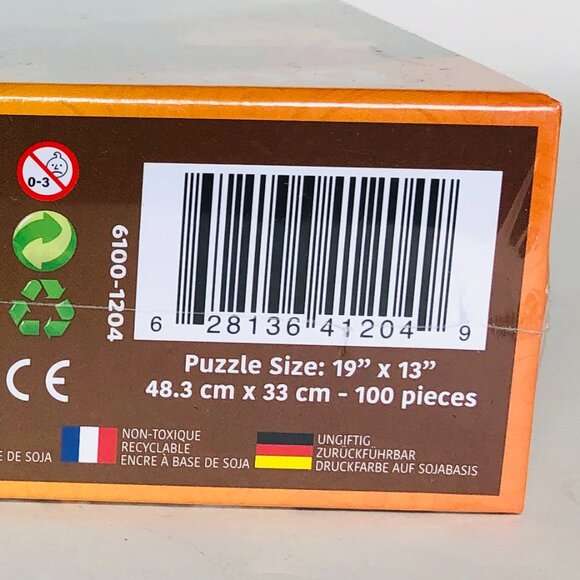 0-3
6100-1204
6 28136 41204 9
Puzzle Size: 19” x 13”
48.3 cm x 33 cm - 100 pieces
CE
NON-TOXIQUE
RECYCLABLE
ENCRE À BASE DE SOJA
UNGIFTIG
ZURÜCKFÜHRBAR
DRUCKFARBE AUF SOJABASIS
DE SOJA